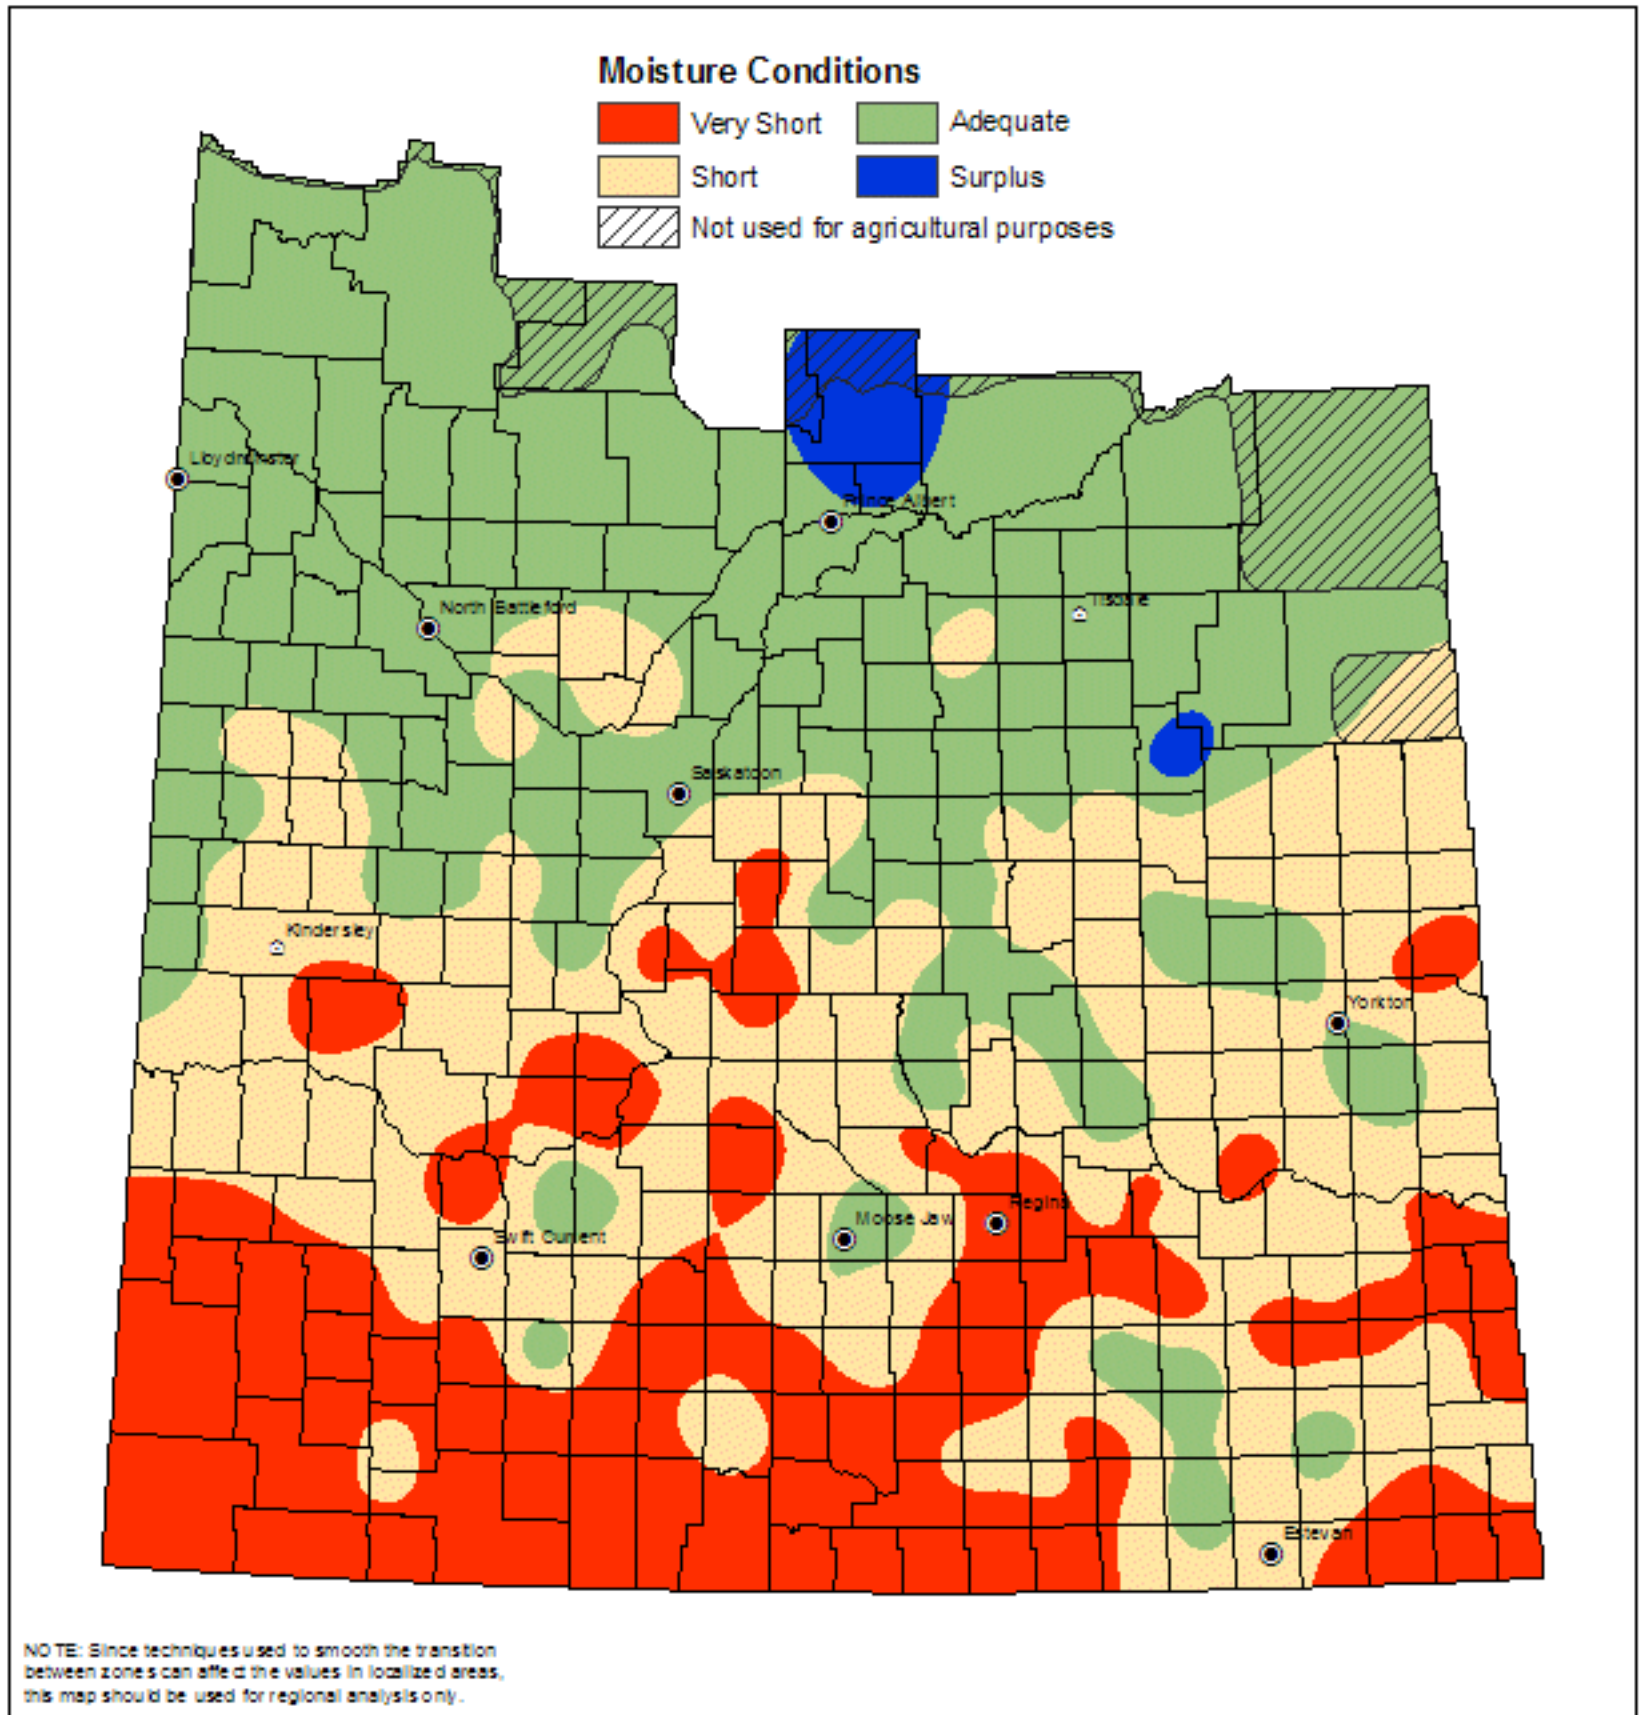 Moisture Conditions
Very Short
Adequate
Short
Surplus
Not used for agricultural purposes
Lloydminster
Prince Albert
North Battleford
Tisdale
Saskatoon
Kindersley
Yorkton
Regina
Moose Jaw
Swift Current
Estevan
NOTE: Since techniques used to smooth the transition
between zones can affect the values in localized areas,
this map should be used for regional analysis only.